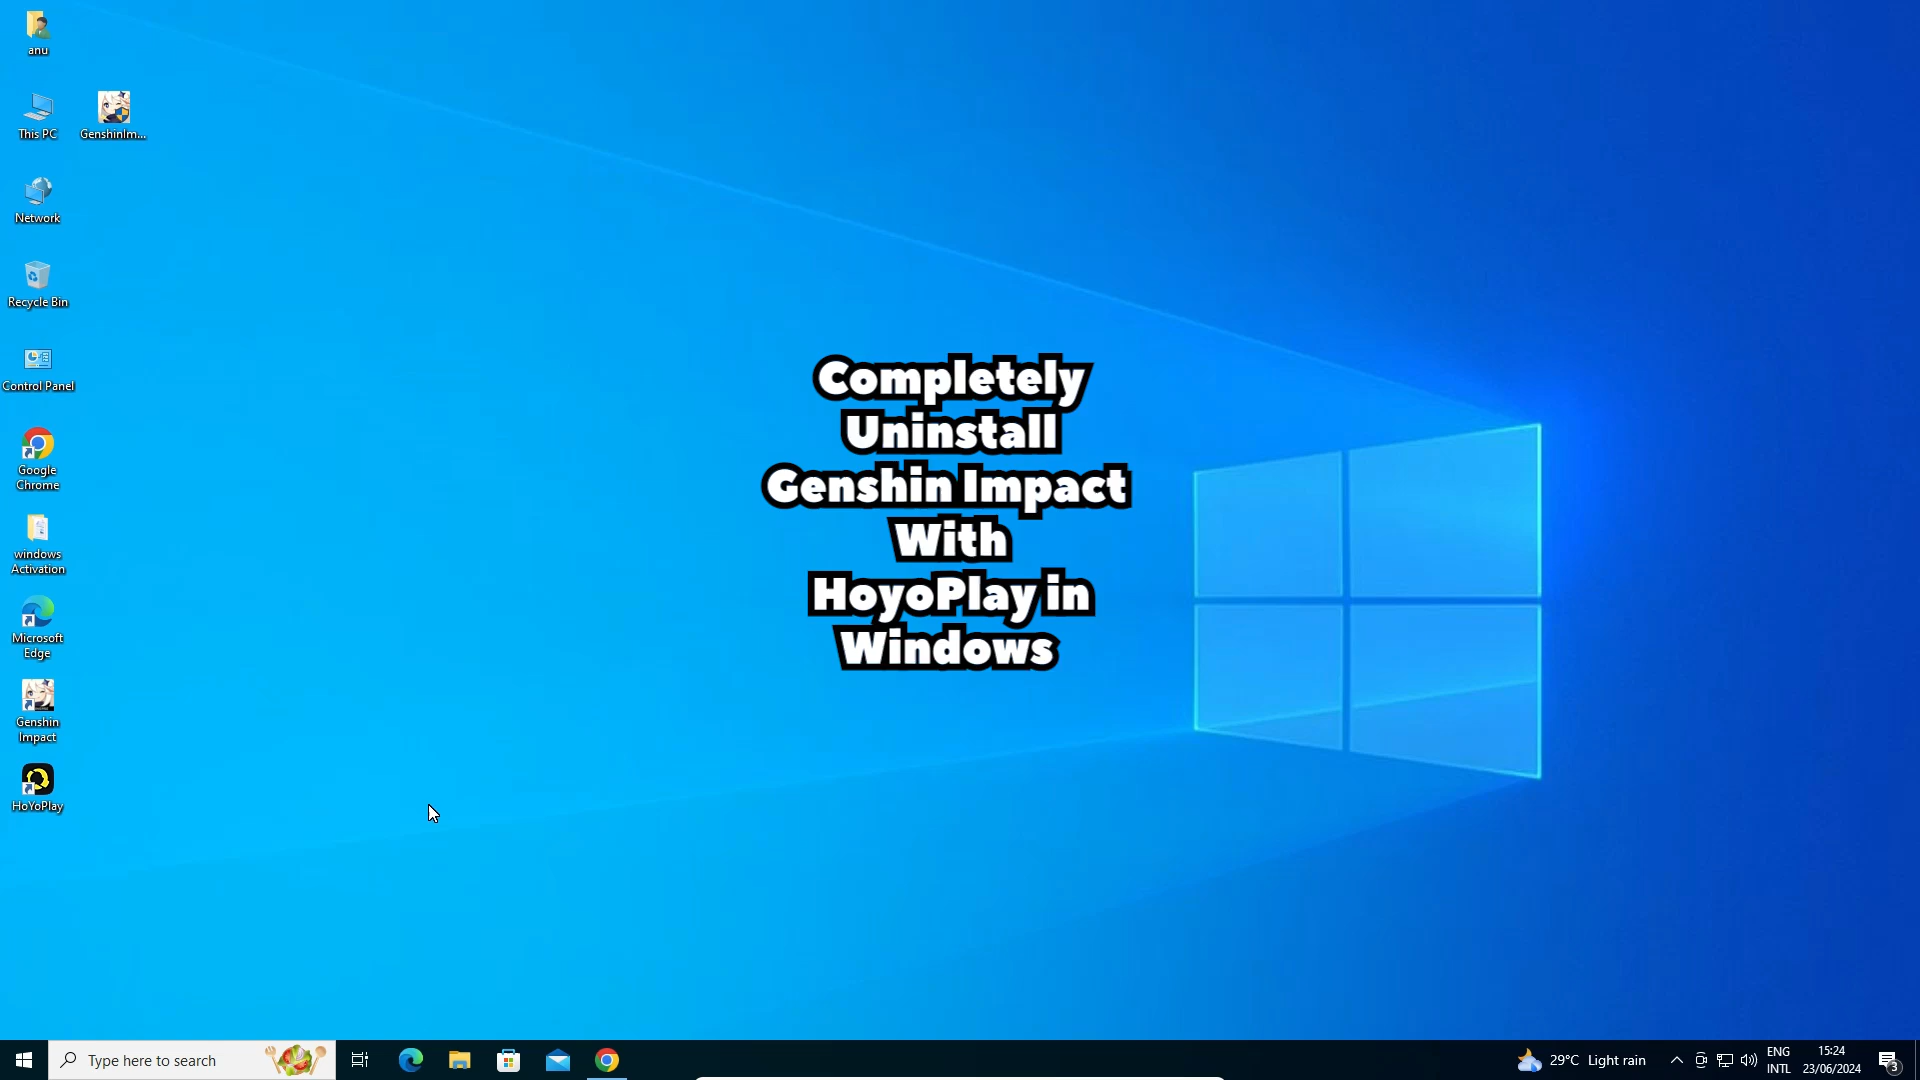 anu
This PC
GenshinIm...
Network
Recycle Bin
Control Panel
Google
Chrome
windows
Activation
Microsoft
Edge
Genshin
Impact
HoYoPlay
Completely
Uninstall
Genshin Impact
With
HoyoPlay in
Windows
Type here to search
29°C Light rain
ENG
INTL
15:24
23/06/2024
3